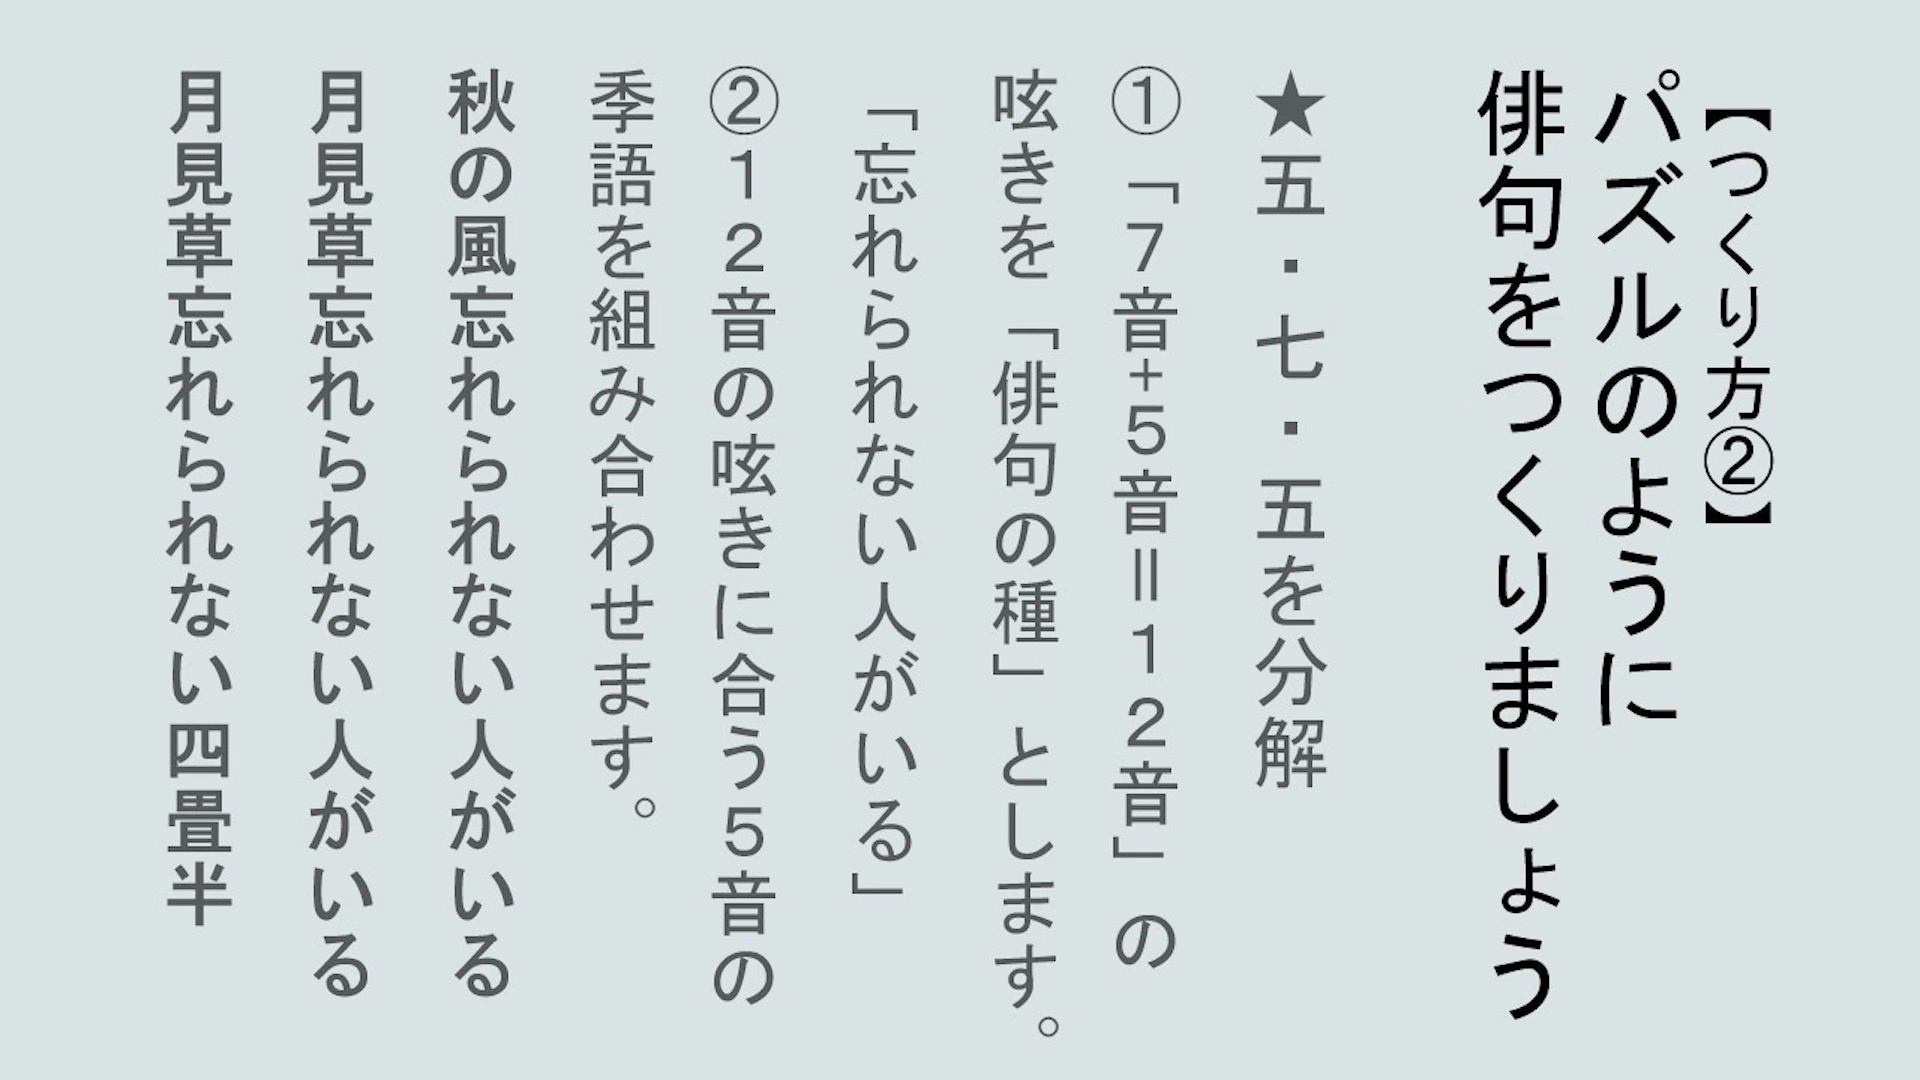 【つくり方②】
パズルのように
俳句をつくりましょう
★五・七・五を分解
①「７音+５音＝１２音」の
呟きを「俳句の種」とします。
「忘れられない人がいる」
②１２音の呟きに合う５音の
季語を組み合わせます。
秋の風忘れられない人がいる
月見草忘れられない人がいる
月見草忘れられない四畳半